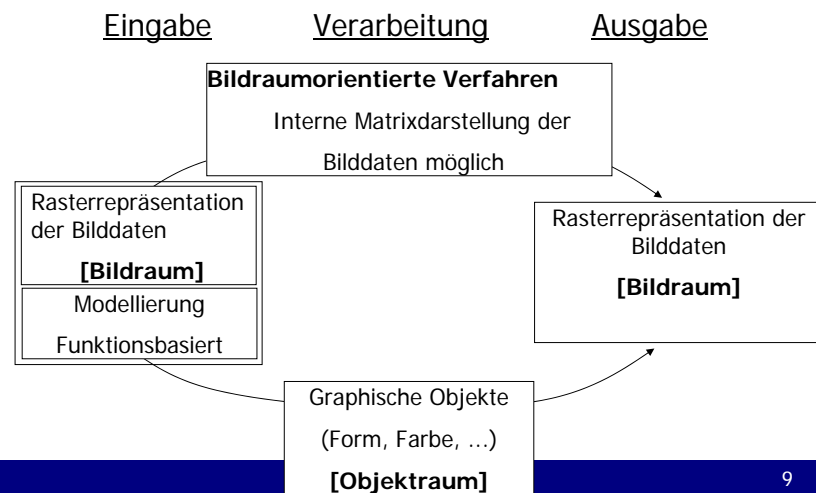 Eingabe Verarbeitung Ausgabe
Bildraumorientierte Verfahren
Interne Matrixdarstellung der
Bilddaten möglich
Rasterrepräsentation
der Bilddaten
[Bildraum]
Modellierung
Funktionsbasiert
Rasterrepräsentation der
Bilddaten
[Bildraum]
Graphische Objekte
(Form, Farbe, ...)
[Objektraum]
9